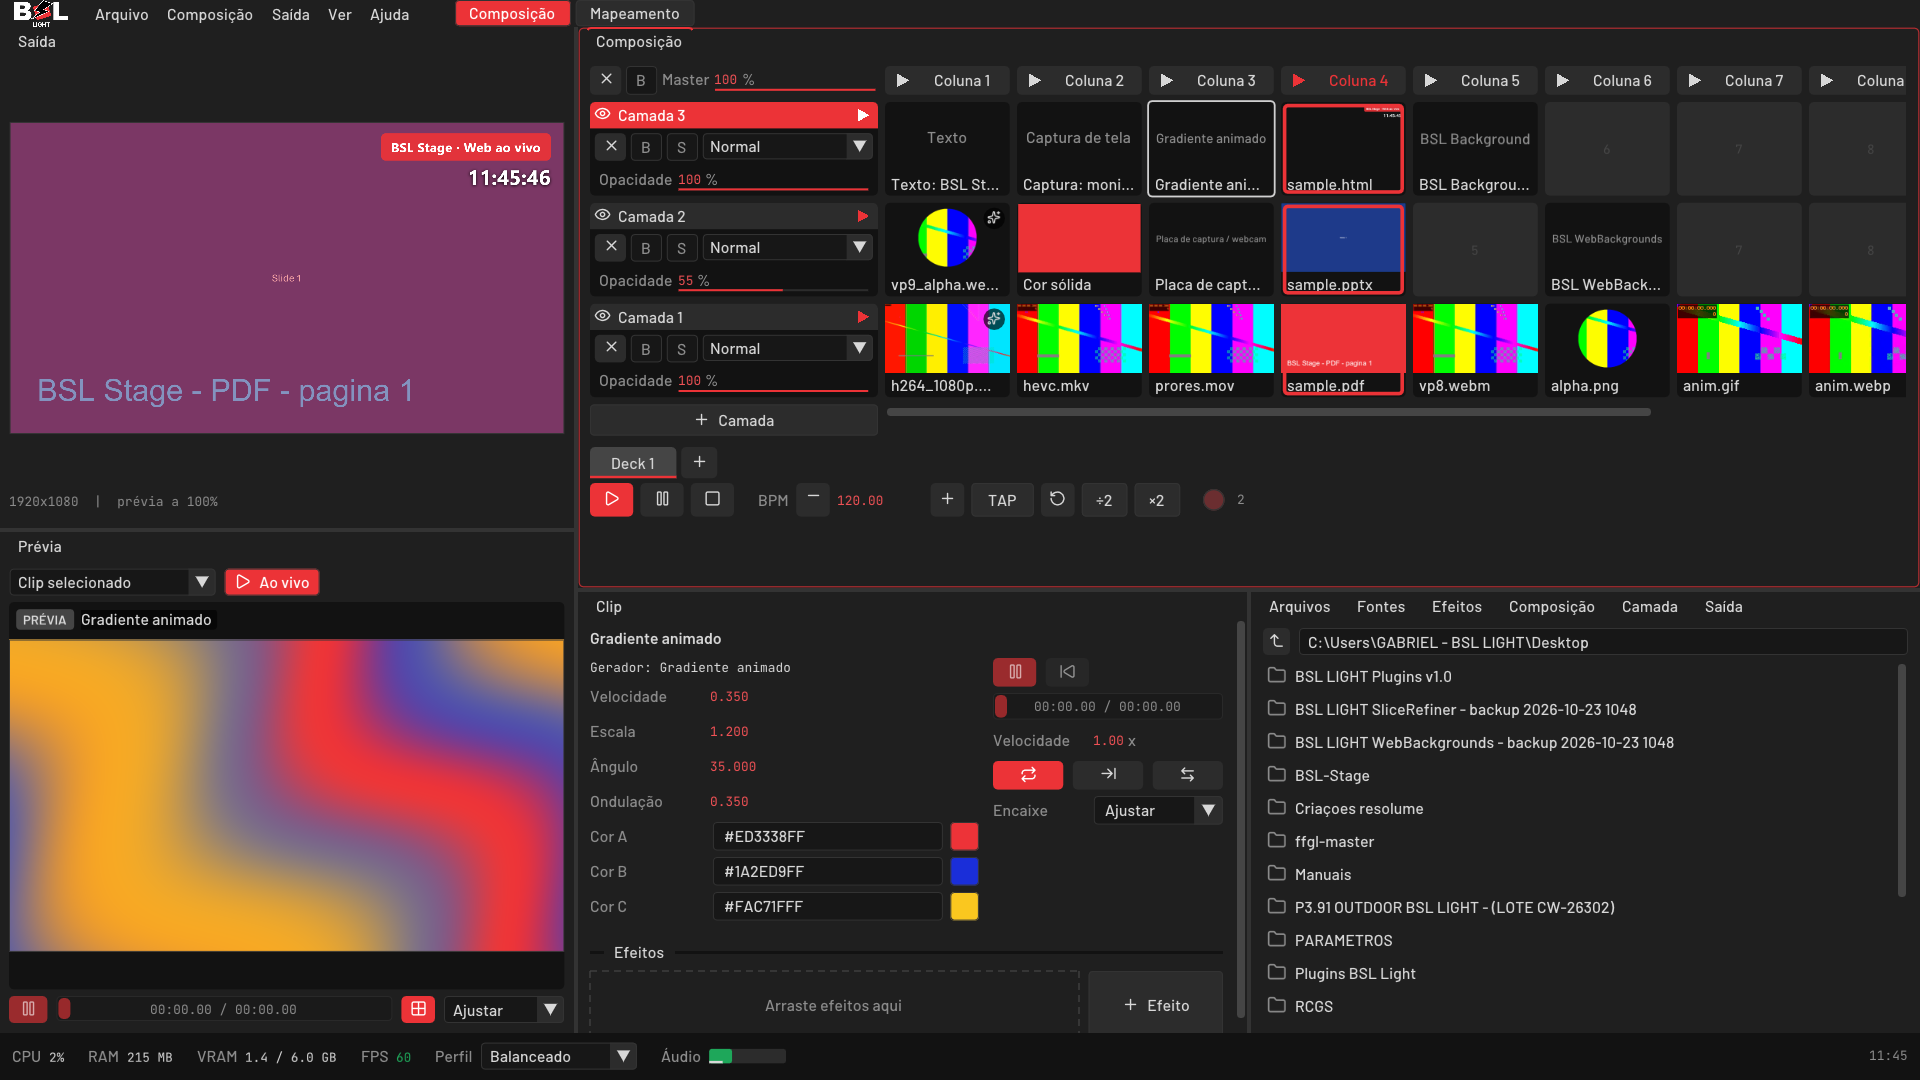 BSL LIGHT
Arquivo Composição Saída Ver Ajuda Composição Mapeamento
Saída
BSL Stage · Web ao vivo
11:45:46
Slide 1
BSL Stage - PDF - pagina 1
1920x1080 | prévia a 100%
Prévia
Clip selecionado Ao vivo
PRÉVIA Gradiente animado
00:00.00 / 00:00.00 Ajustar
Composição
B Master 100 % Coluna 1 Coluna 2 Coluna 3 Coluna 4 Coluna 5 Coluna 6 Coluna 7 Coluna
Camada 3
B S Normal
Opacidade 100 %
Texto Captura de tela Gradiente animado BSL Background 6 7 8
Texto: BSL St... Captura: moni... Gradiente ani... sample.html BSL Backgrou...
Camada 2
B S Normal
Opacidade 55 %
Placa de captura / webcam 5 BSL WebBackgrounds 7 8
vp9_alpha.we... Cor sólida Placa de capt... sample.pptx BSL WebBack...
Camada 1
B S Normal
Opacidade 100 %
BSL Stage - PDF - pagina 1
h264_1080p.... hevc.mkv prores.mov sample.pdf vp8.webm alpha.png anim.gif anim.webp
+ Camada
Deck 1 +
BPM − 120.00 + TAP ÷2 ×2 2
Clip
Gradiente animado
Gerador: Gradiente animado
Velocidade 0.350
Escala 1.200
Ângulo 35.000
Ondulação 0.350
Cor A #ED3338FF
Cor B #1A2ED9FF
Cor C #FAC71FFF
00:00.00 / 00:00.00
Velocidade 1.00 x
Encaixe Ajustar
Efeitos
Arraste efeitos aqui + Efeito
Arquivos Fontes Efeitos Composição Camada Saída
C:\Users\GABRIEL - BSL LIGHT\Desktop
BSL LIGHT Plugins v1.0
BSL LIGHT SliceRefiner - backup 2026-10-23 1048
BSL LIGHT WebBackgrounds - backup 2026-10-23 1048
BSL-Stage
Criaçoes resolume
ffgl-master
Manuais
P3.91 OUTDOOR BSL LIGHT - (LOTE CW-26302)
PARAMETROS
Plugins BSL Light
RCGS
CPU 2% RAM 215 MB VRAM 1.4 / 6.0 GB FPS 60 Perfil Balanceado Áudio 11:45